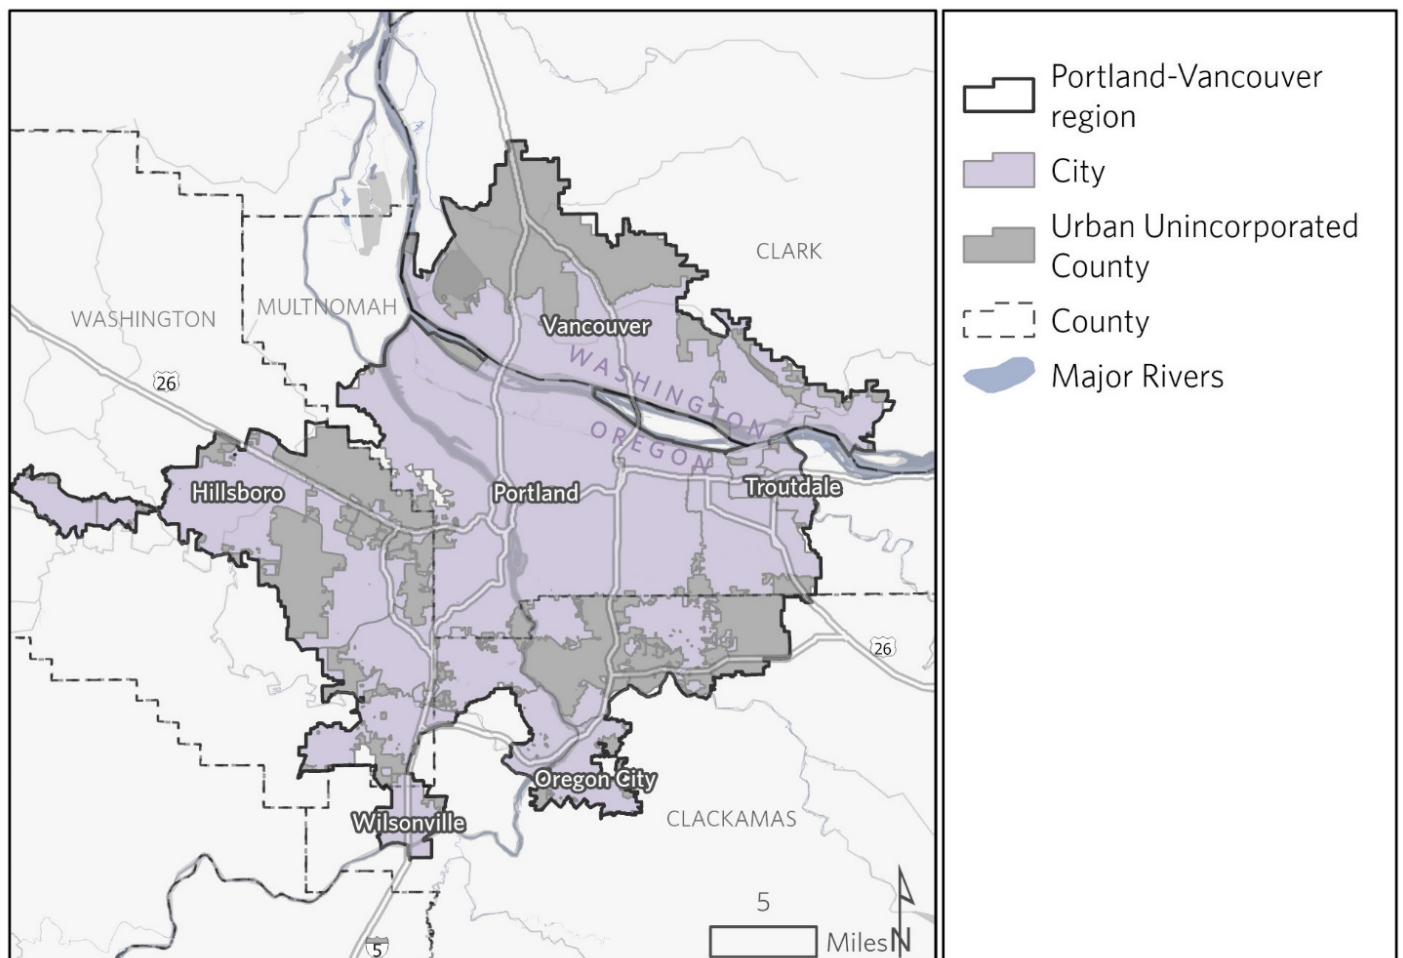 CLARK
WASHINGTON
MULTNOMAH
Vancouver
26
WASHINGTON
OREGON
Hillsboro
Portland
Troutdale
26
Oregon City
Wilsonville
CLACKAMAS
5
Miles
N
5
Portland-Vancouver
region
City
Urban Unincorporated
County
County
Major Rivers